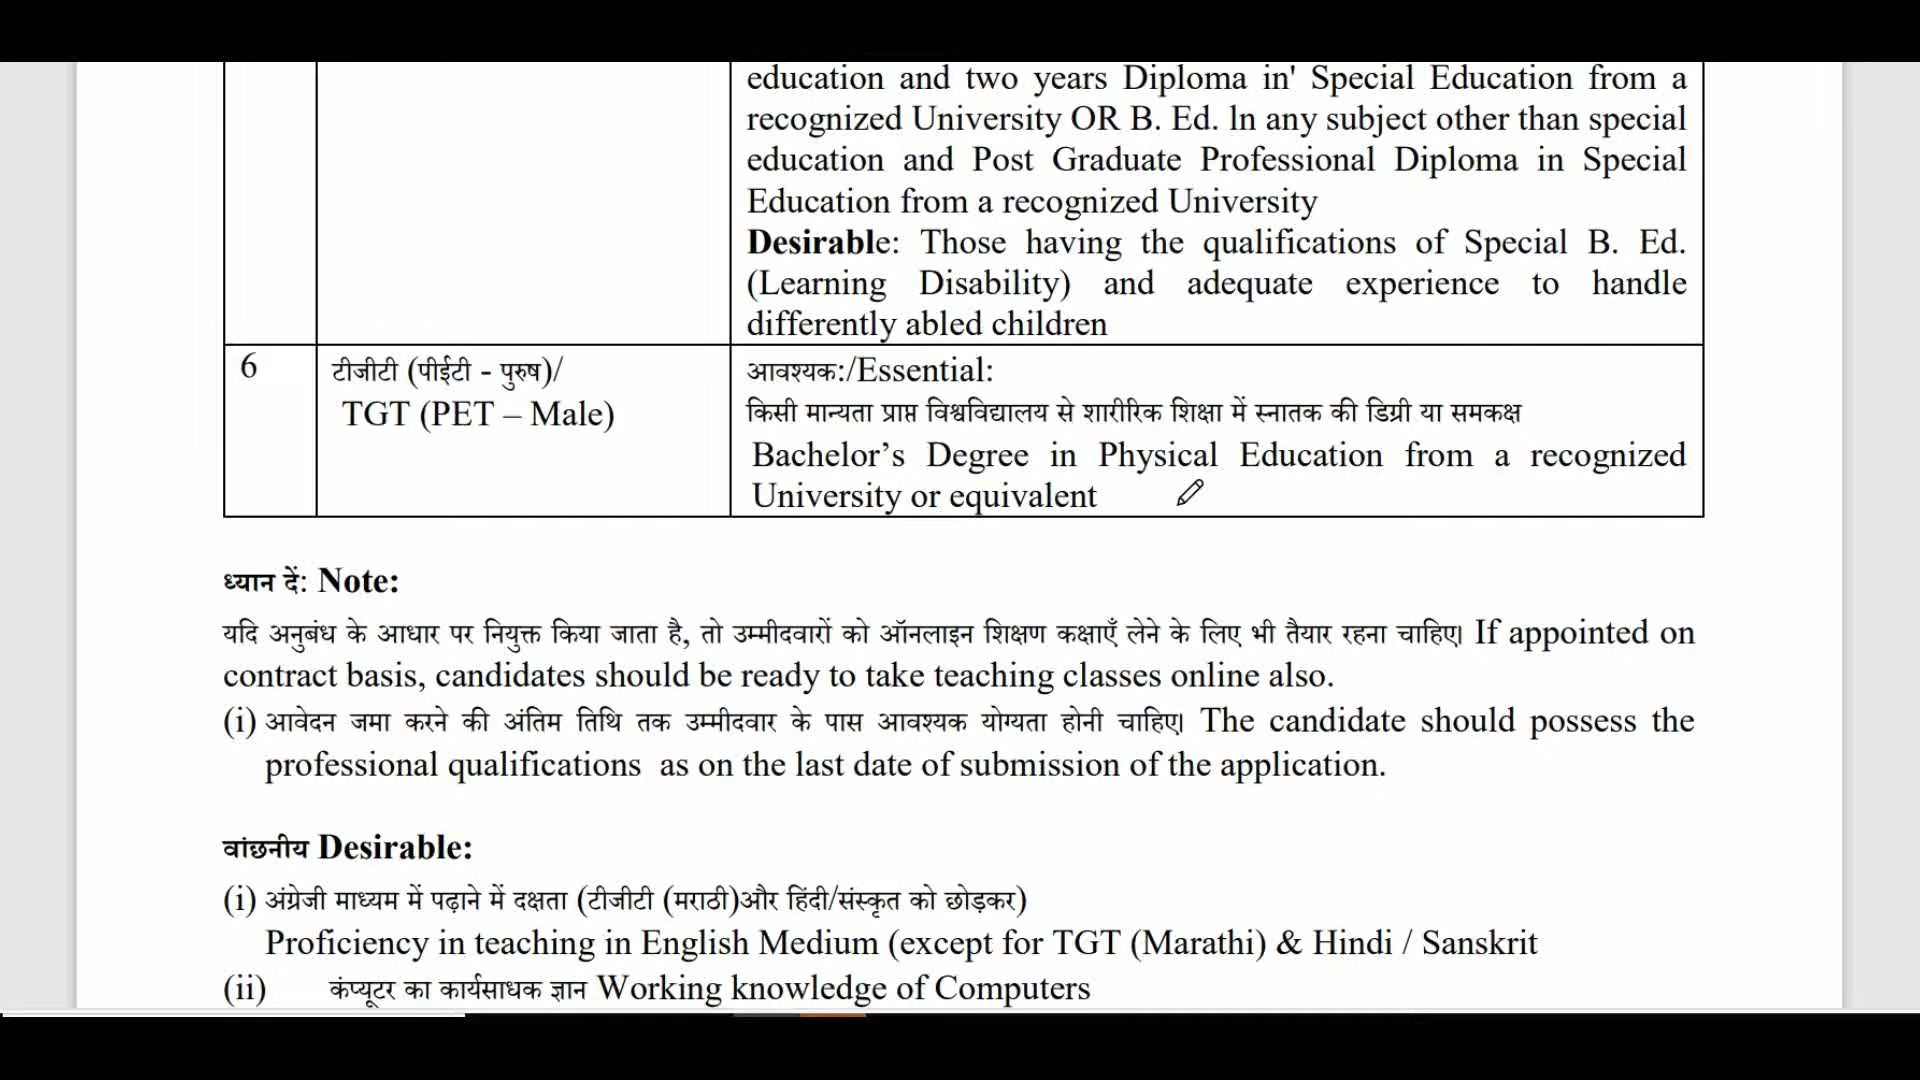 education and two years Diploma in' Special Education from a
recognized University OR B. Ed. ln any subject other than special
education and Post Graduate Professional Diploma in Special
Education from a recognized University
Desirable: Those having the qualifications of Special B. Ed.
(Learning Disability) and adequate experience to handle
differently abled children
6
टीजीटी (पीईटी - पुरुष)/
TGT (PET – Male)
आवश्यक:/Essential:
किसी मान्यता प्राप्त विश्वविद्यालय से शारीरिक शिक्षा में स्नातक की डिग्री या समकक्ष
Bachelor’s Degree in Physical Education from a recognized
University or equivalent
ध्यान दें: Note:
यदि अनुबंध के आधार पर नियुक्त किया जाता है, तो उम्मीदवारों को ऑनलाइन शिक्षण कक्षाएँ लेने के लिए भी तैयार रहना चाहिए। If appointed on
contract basis, candidates should be ready to take teaching classes online also.
(i) आवेदन जमा करने की अंतिम तिथि तक उम्मीदवार के पास आवश्यक योग्यता होनी चाहिए। The candidate should possess the
professional qualifications as on the last date of submission of the application.
वांछनीय Desirable:
(i) अंग्रेजी माध्यम में पढ़ाने में दक्षता (टीजीटी (मराठी)और हिंदी/संस्कृत को छोड़कर)
Proficiency in teaching in English Medium (except for TGT (Marathi) & Hindi / Sanskrit
(ii) कंप्यूटर का कार्यसाधक ज्ञान Working knowledge of Computers